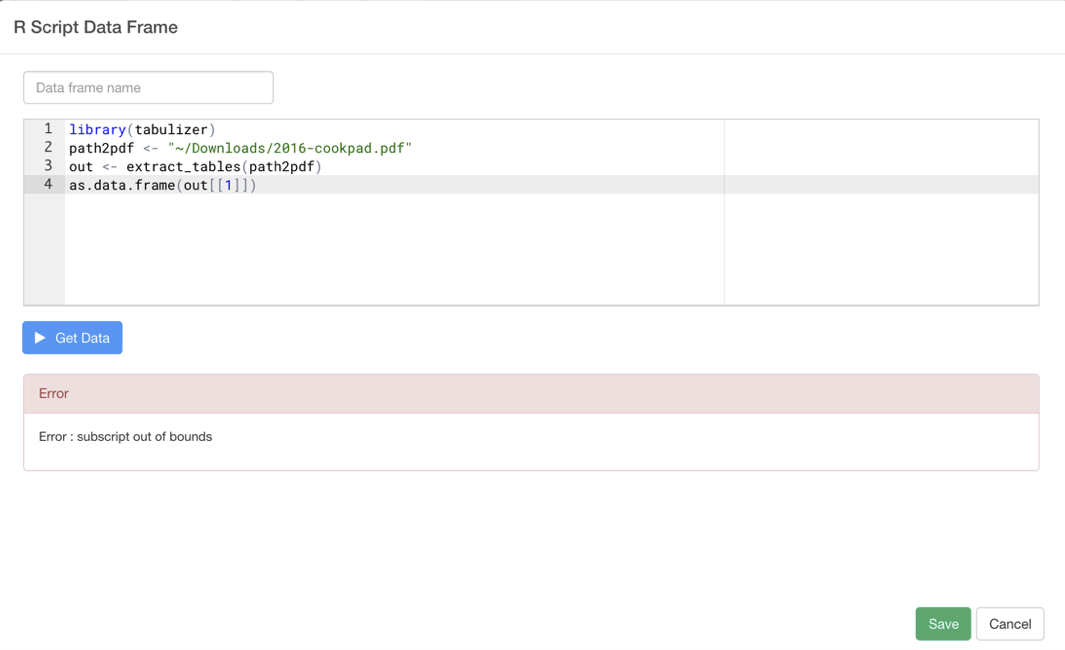 R Script Data Frame
Data frame name
1 library(tabulizer)
2 path2pdf <- "~/Downloads/2016-cookpad.pdf"
3 out <- extract_tables(path2pdf)
4 as.data.frame(out[[1]])
Get Data
Error
Error : subscript out of bounds
Save Cancel